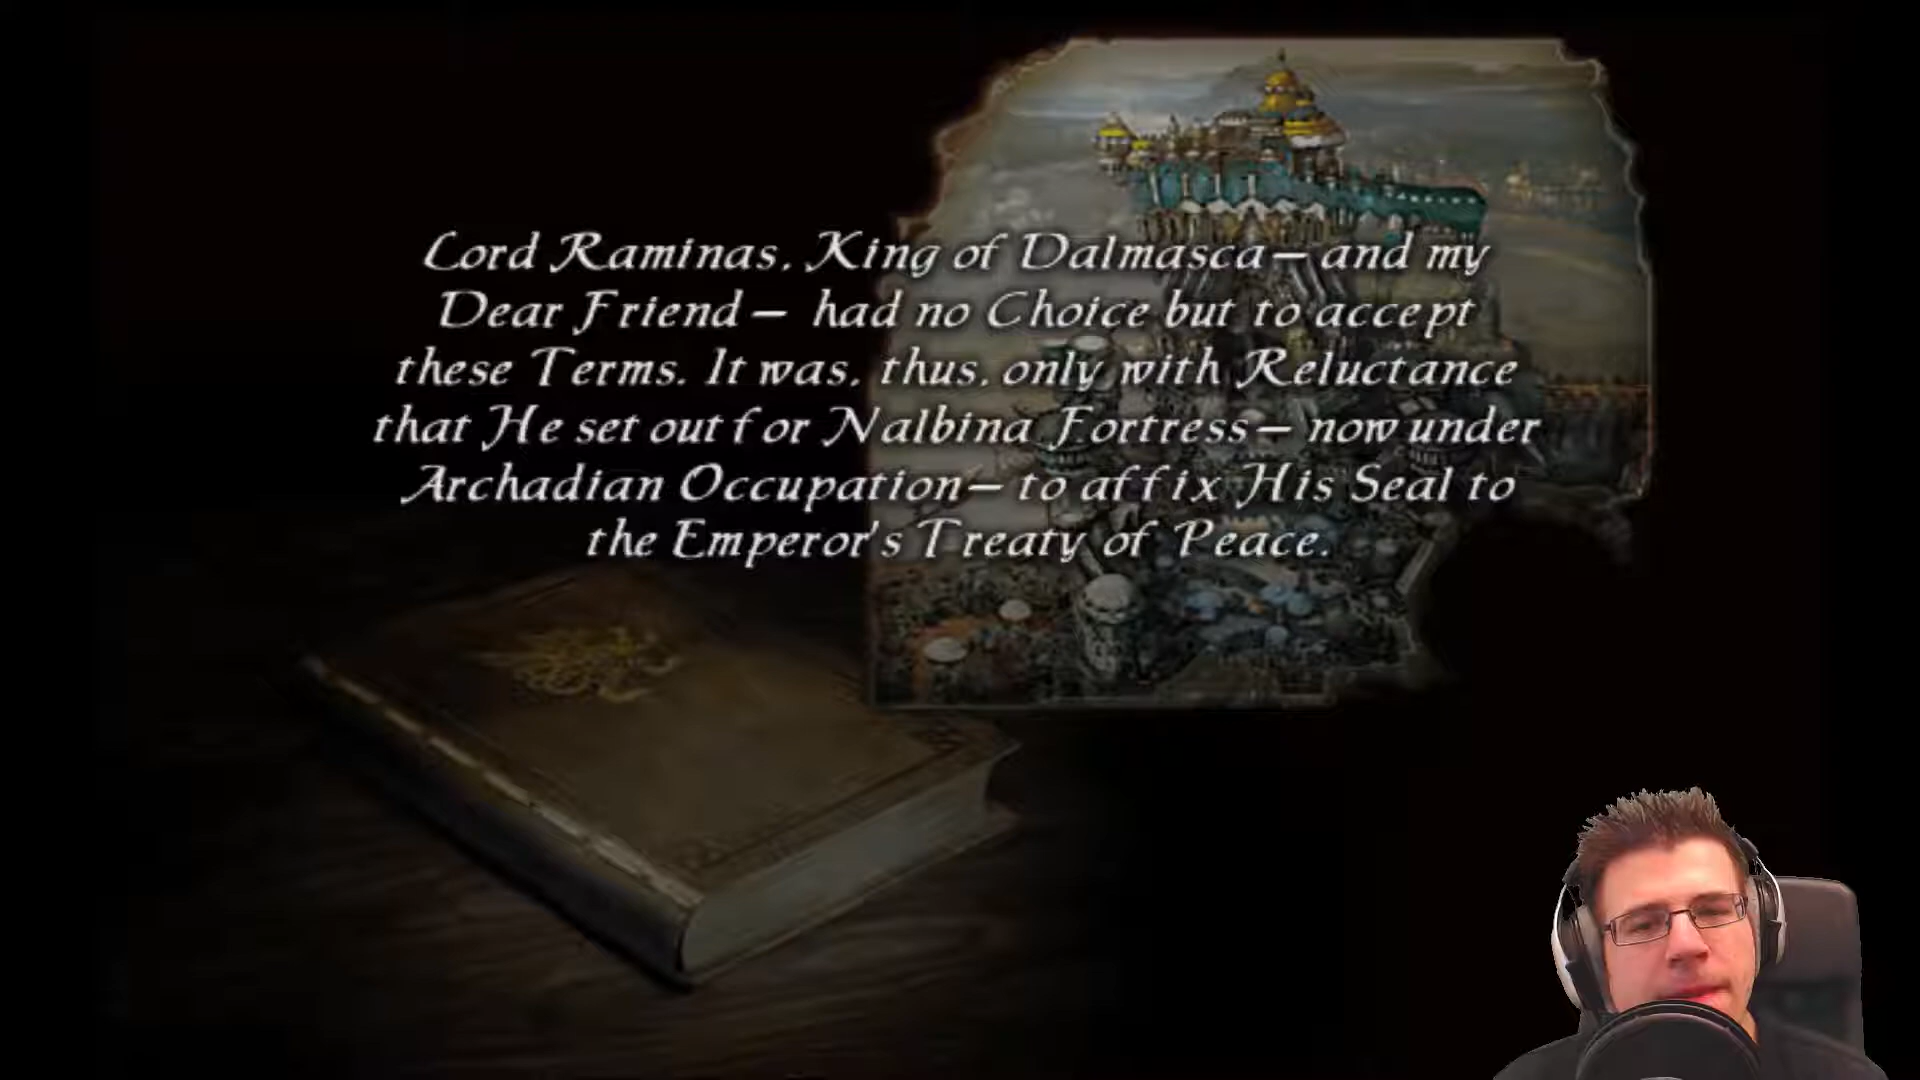 Lord Raminas, King of Dalmasca—and my
Dear Friend— had no Choice but to accept
these Terms. It was, thus, only with Reluctance
that He set out for Nalbina Fortress— now under
Archadian Occupation— to affix His Seal to
the Emperor's Treaty of Peace.